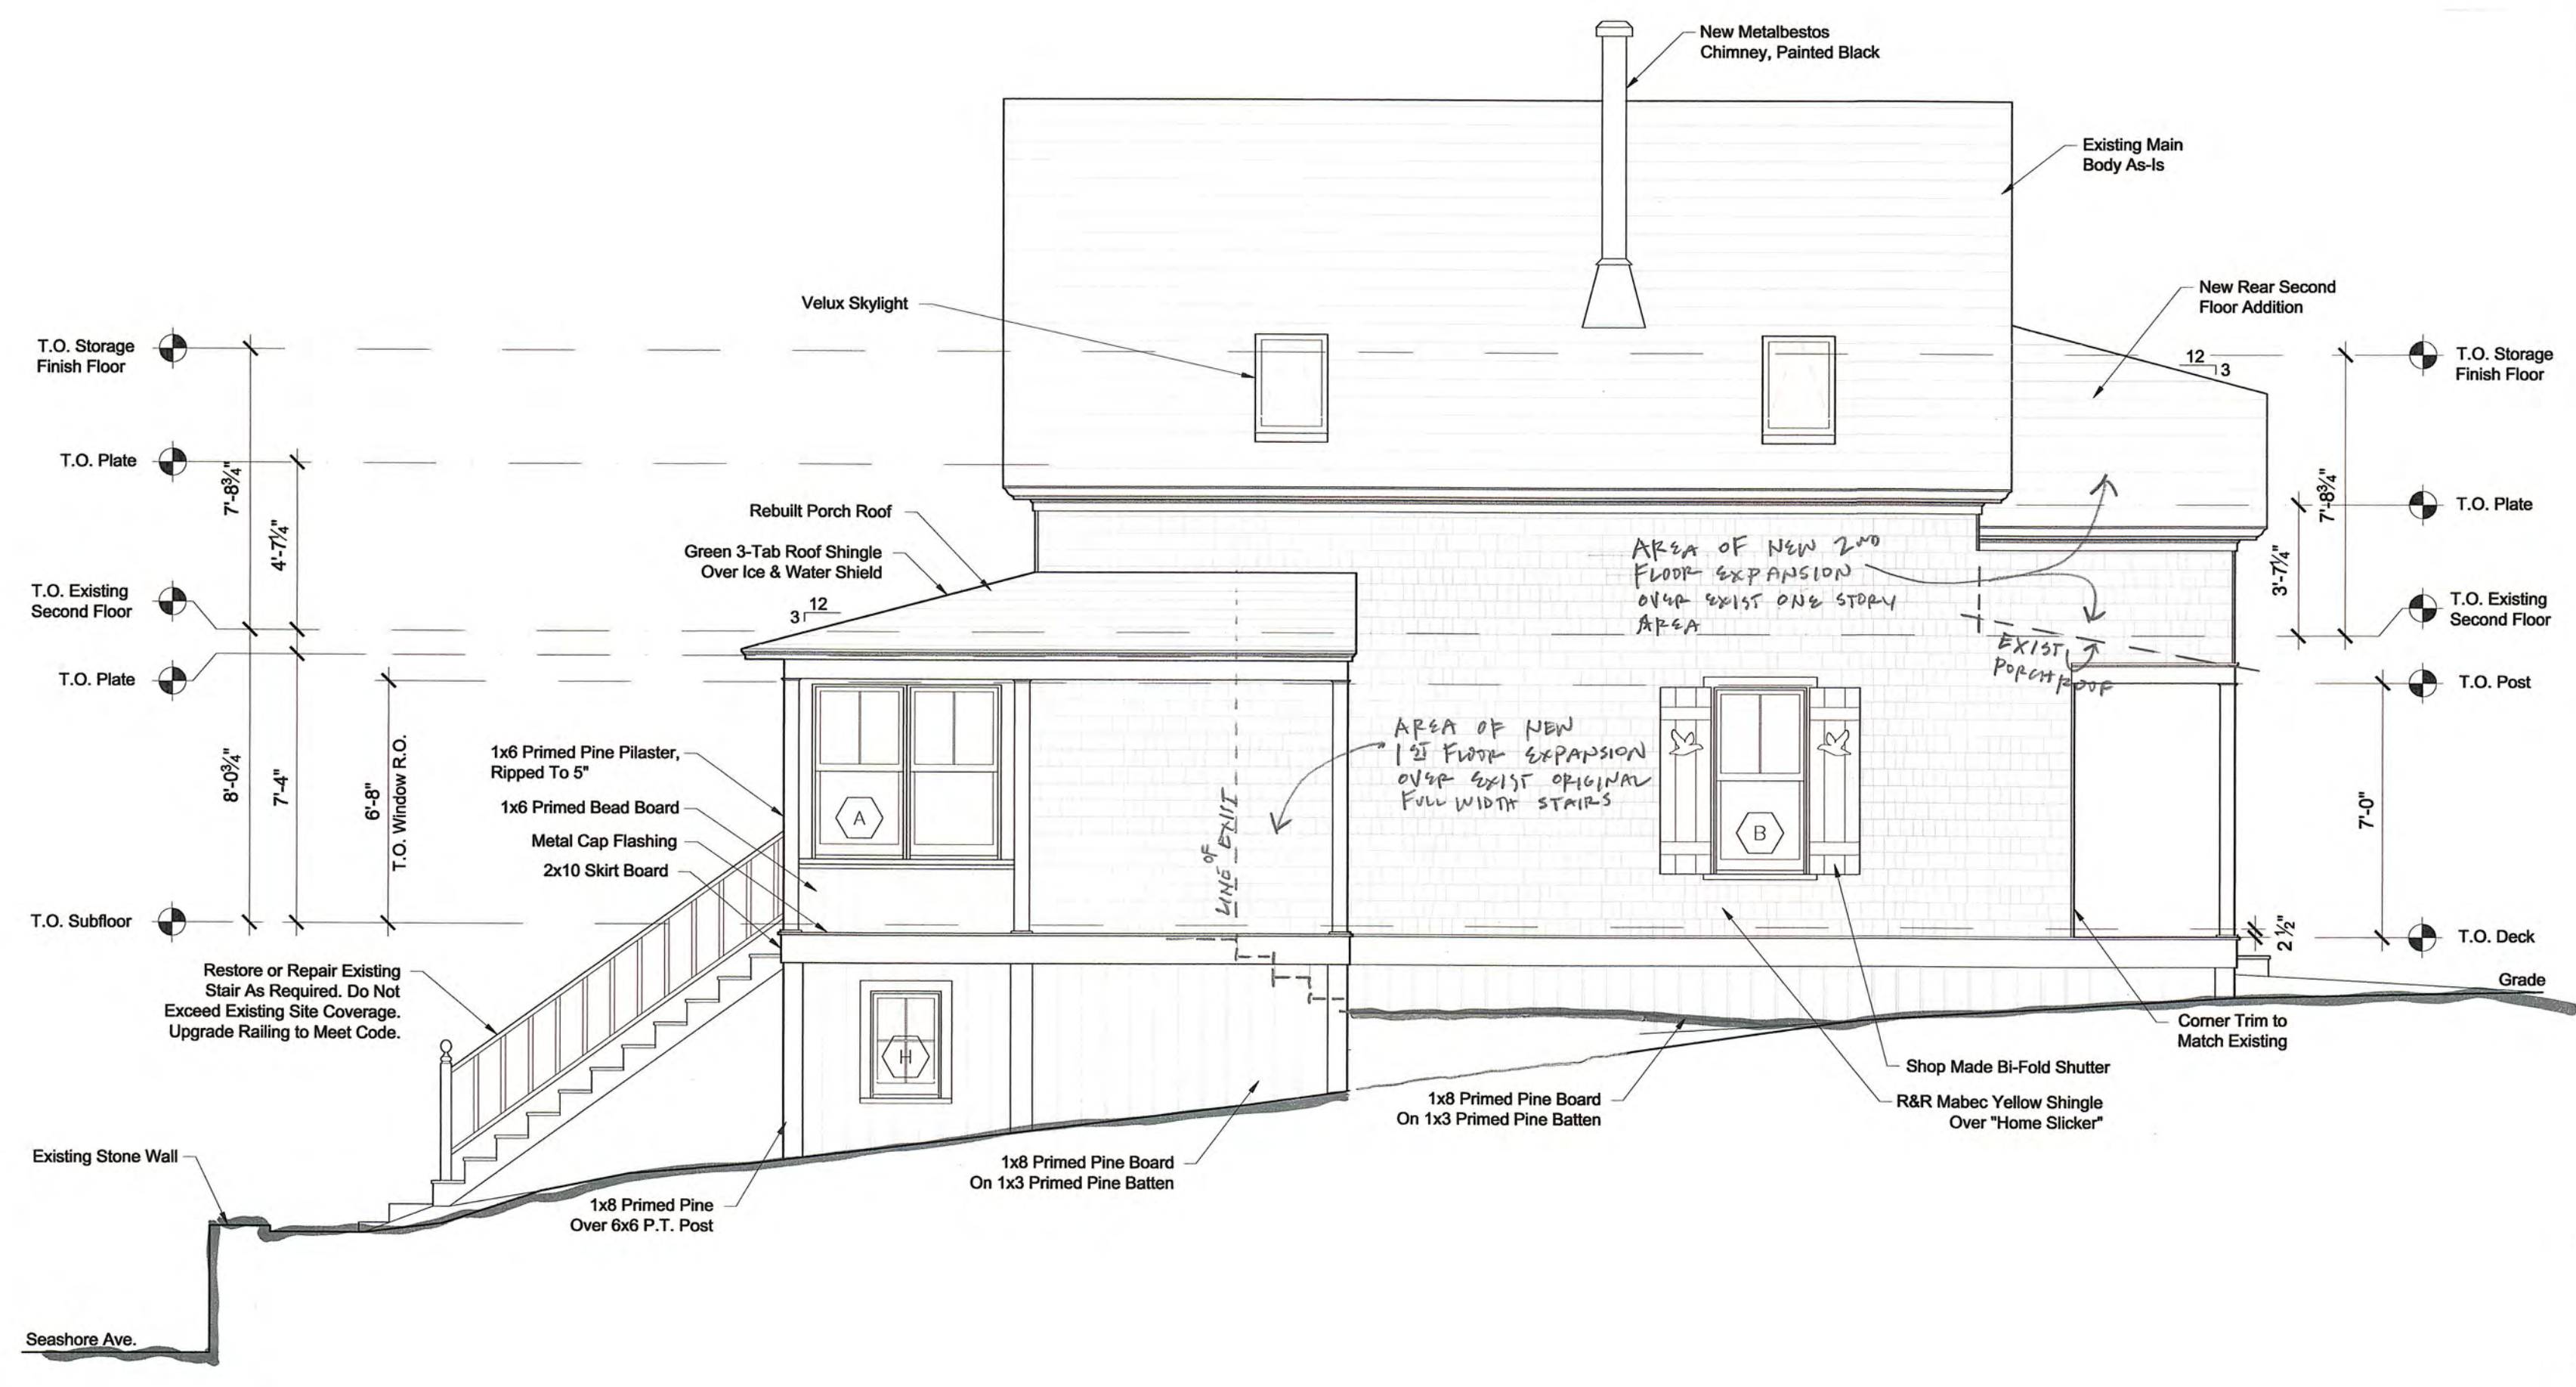 New Metalbestos
Chimney, Painted Black
Existing Main
Body As-Is
New Rear Second
Floor Addition
Velux Skylight
T.O. Storage
Finish Floor
T.O. Plate
T.O. Existing
Second Floor
T.O. Plate
T.O. Subfloor
7'-8¾"
4'-7¼"
8'-0¾"
7'-4"
6'-8"
T.O. Window R.O.
Rebuilt Porch Roof
Green 3-Tab Roof Shingle
Over Ice & Water Shield
12
3
1x6 Primed Pine Pilaster,
Ripped To 5"
1x6 Primed Bead Board
Metal Cap Flashing
2x10 Skirt Board
Restore or Repair Existing
Stair As Required. Do Not
Exceed Existing Site Coverage.
Upgrade Railing to Meet Code.
Existing Stone Wall
Seashore Ave.
1x8 Primed Pine
Over 6x6 P.T. Post
1x8 Primed Pine Board
On 1x3 Primed Pine Batten
A
H
LINE OF EXIT
AREA OF NEW
1ST FLOOR EXPANSION
OVER EXIST ORIGINAL
FULL WIDTH STAIRS
AREA OF NEW 2ND
FLOOR EXPANSION
OVER EXIST ONE STORY
AREA
EXIST
PORCH ROOF
B
1x8 Primed Pine Board
On 1x3 Primed Pine Batten
Shop Made Bi-Fold Shutter
R&R Mabec Yellow Shingle
Over "Home Slicker"
Corner Trim to
Match Existing
Grade
12
3
T.O. Storage
Finish Floor
T.O. Plate
T.O. Existing
Second Floor
T.O. Post
T.O. Deck
7'-8¾"
3'-7¼"
7'-0"
2½"